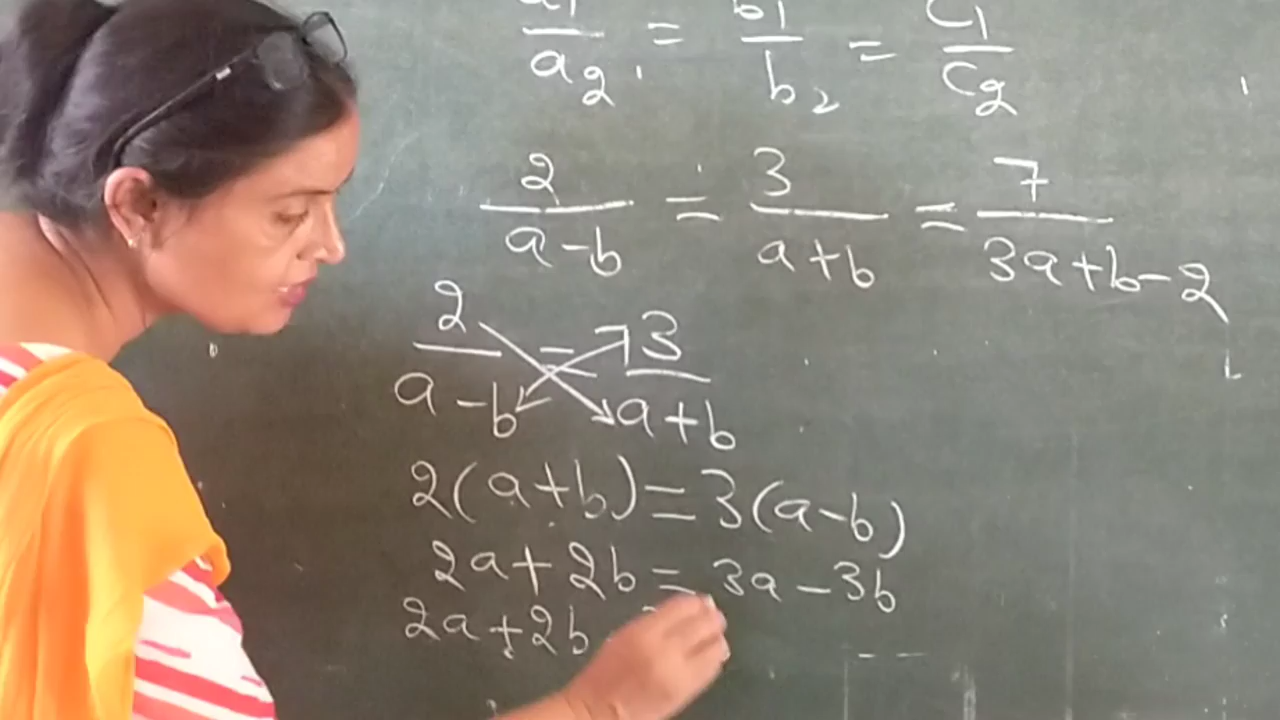 a1/a2 = b1/b2 = c1/c2
2/(a-b) = 3/(a+b) = 7/(3a+b-2)
2/(a-b) = 3/(a+b)
2(a+b)=3(a-b)
2a+2b=3a-3b
2a+2b-